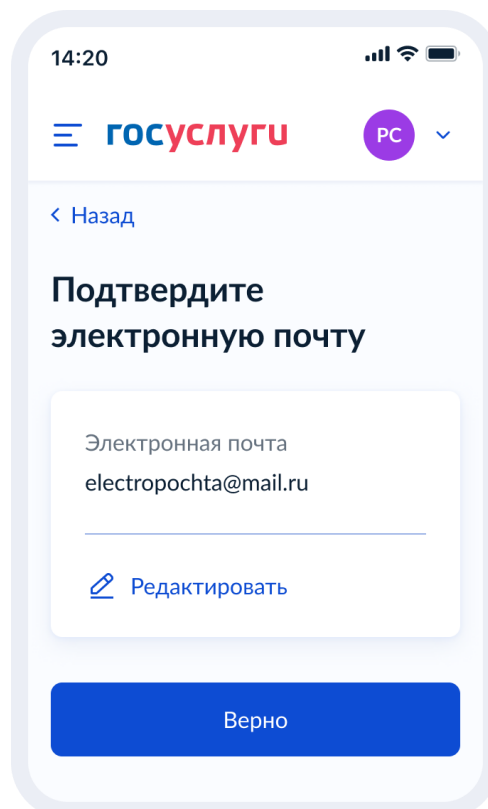 14:20
госуслуги
РС
Назад
Подтвердите
электронную почту
Электронная почта
electropochta@mail.ru
Редактировать
Верно